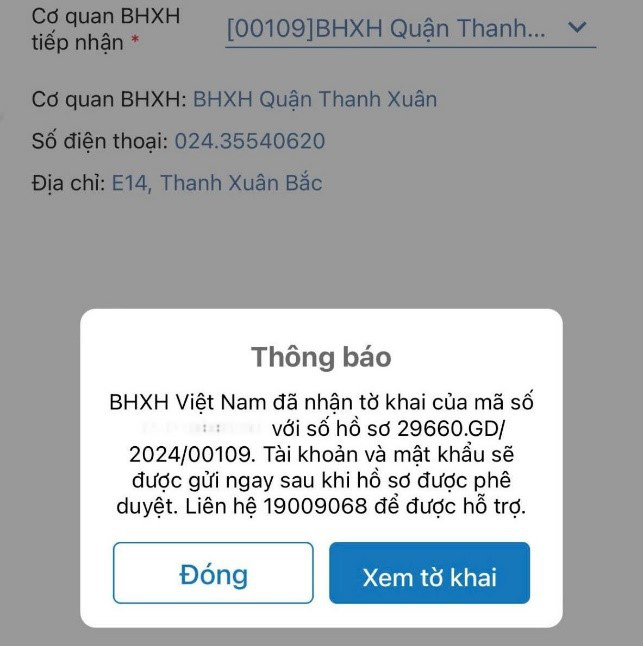 Cơ quan BHXH
tiếp nhận *
[00109]BHXH Quận Thanh...
Cơ quan BHXH: BHXH Quận Thanh Xuân
Số điện thoại: 024.35540620
Địa chỉ: E14, Thanh Xuân Bắc
Thông báo
BHXH Việt Nam đã nhận tờ khai của mã số
với số hồ sơ 29660.GD/
2024/00109. Tài khoản và mật khẩu sẽ
được gửi ngay sau khi hồ sơ được phê
duyệt. Liên hệ 19009068 để được hỗ trợ.
Đóng
Xem tờ khai